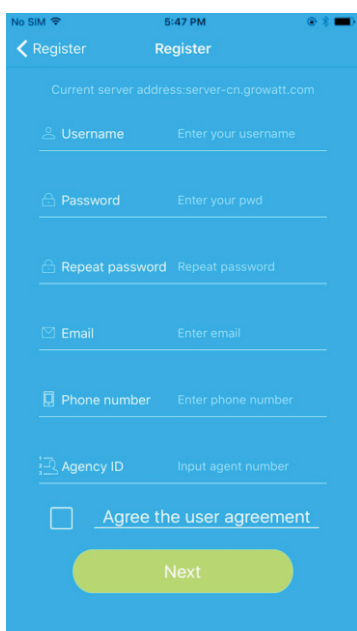 No SIM 5:47 PM
Register Register
Current server address:server-cn.growatt.com
Username Enter your username
Password Enter your pwd
Repeat password Repeat password
Email Enter email
Phone number Enter phone number
Agency ID Input agent number
Agree the user agreement
Next